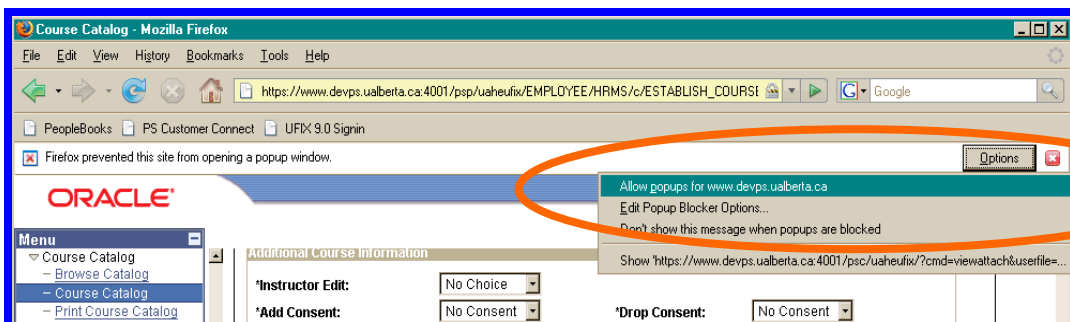 Course Catalog - Mozilla Firefox
File Edit View History Bookmarks Tools Help
https://www.devps.ualberta.ca:4001/psp/uaheufix/EMPLOYEE/HRMS/c/ESTABLISH_COURSE G Google
PeopleBooks PS Customer Connect UFIX 9.0 Signin
Firefox prevented this site from opening a popup window. Options
Allow popups for www.devps.ualberta.ca
ORACLE
Edit Popup Blocker Options...
Don't show this message when popups are blocked
Menu
Show 'https://www.devps.ualberta.ca:4001/psc/uaheufix/?cmd=viewattach&userfile=...
Course Catalog Additional Course Information
– Browse Catalog
*Instructor Edit: No Choice
– Course Catalog
– Print Course Catalog *Add Consent: No Consent *Drop Consent: No Consent